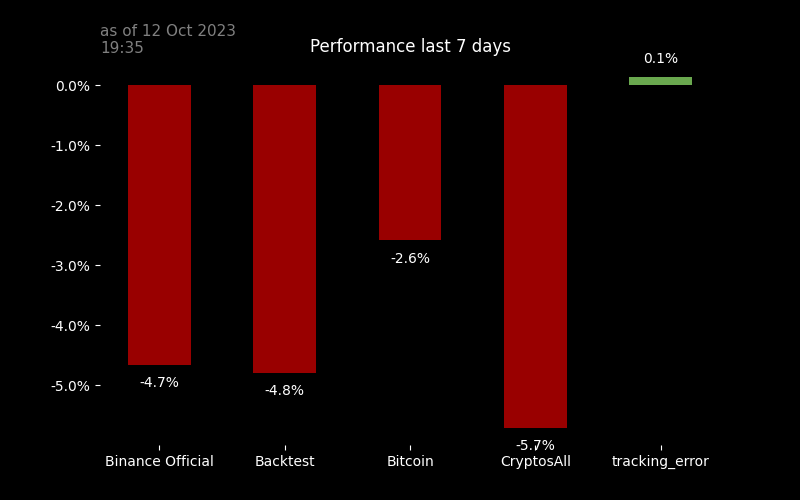 as of 12 Oct 2023
19:35
Performance last 7 days
0.1%
0.0%
-1.0%
-2.0%
-3.0%
-4.0%
-5.0%
-4.7%
-4.8%
-2.6%
-5.7%
Binance Official
Backtest
Bitcoin
CryptosAll
tracking_error